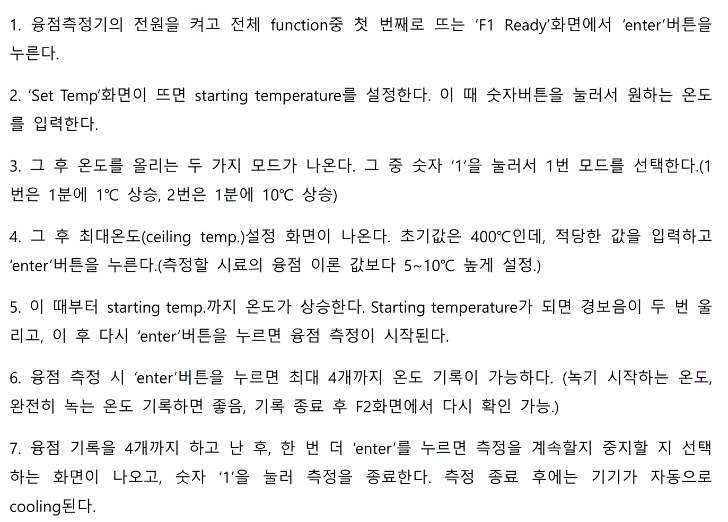 1. 융점측정기의 전원을 켜고 전체 function중 첫 번째로 뜨는 ‘F1 Ready’화면에서 ‘enter’버튼을
누른다.
2. ‘Set Temp’화면이 뜨면 starting temperature를 설정한다. 이 때 숫자버튼을 눌러서 원하는 온도
를 입력한다.
3. 그 후 온도를 올리는 두 가지 모드가 나온다. 그 중 숫자 ‘1’을 눌러서 1번 모드를 선택한다.(1
번은 1분에 1℃ 상승, 2번은 1분에 10℃ 상승)
4. 그 후 최대온도(ceiling temp.)설정 화면이 나온다. 초기값은 400℃인데, 적당한 값을 입력하고
‘enter’버튼을 누른다.(측정할 시료의 융점 이론 값보다 5~10℃ 높게 설정.)
5. 이 때부터 starting temp.까지 온도가 상승한다. Starting temperature가 되면 경보음이 두 번 울
리고, 이 후 다시 ‘enter’버튼을 누르면 융점 측정이 시작된다.
6. 융점 측정 시 ‘enter’버튼을 누르면 최대 4개까지 온도 기록이 가능하다. (녹기 시작하는 온도,
완전히 녹는 온도 기록하면 좋음, 기록 종료 후 F2화면에서 다시 확인 가능.)
7. 융점 기록을 4개까지 하고 난 후, 한 번 더 ‘enter’를 누르면 측정을 계속할지 중지할 지 선택
하는 화면이 나오고, 숫자 ‘1’을 눌러 측정을 종료한다. 측정 종료 후에는 기기가 자동으로
cooling된다.